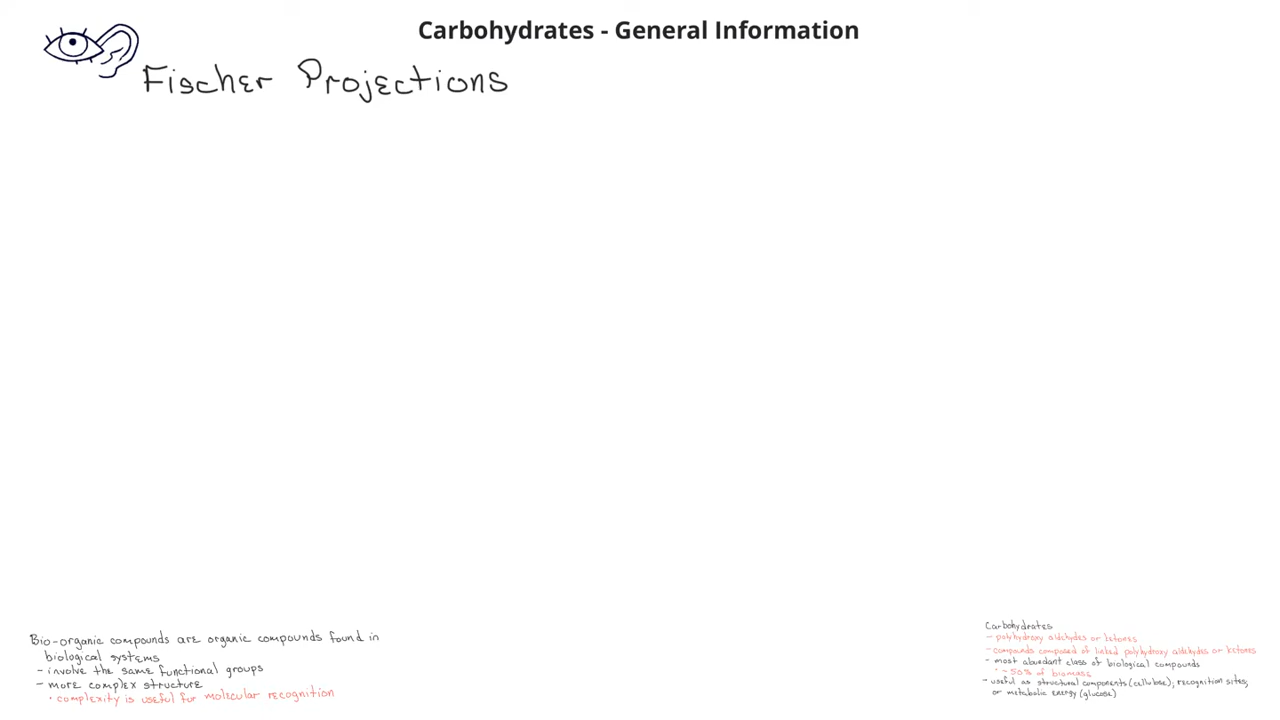 Carbohydrates - General Information
Fischer Projections
Bio-organic compounds are organic compounds found in
biological systems
- involve the same functional groups
- more complex structure
• complexity is useful for molecular recognition
Carbohydrates
- polyhydroxy aldehydes or ketones
- compounds composed of linked polyhydroxy aldehydes or ketones
- most abundant class of biological compounds
• ~50% of biomass
- useful as structural components (cellulose), recognition sites,
or metabolic energy (glucose)